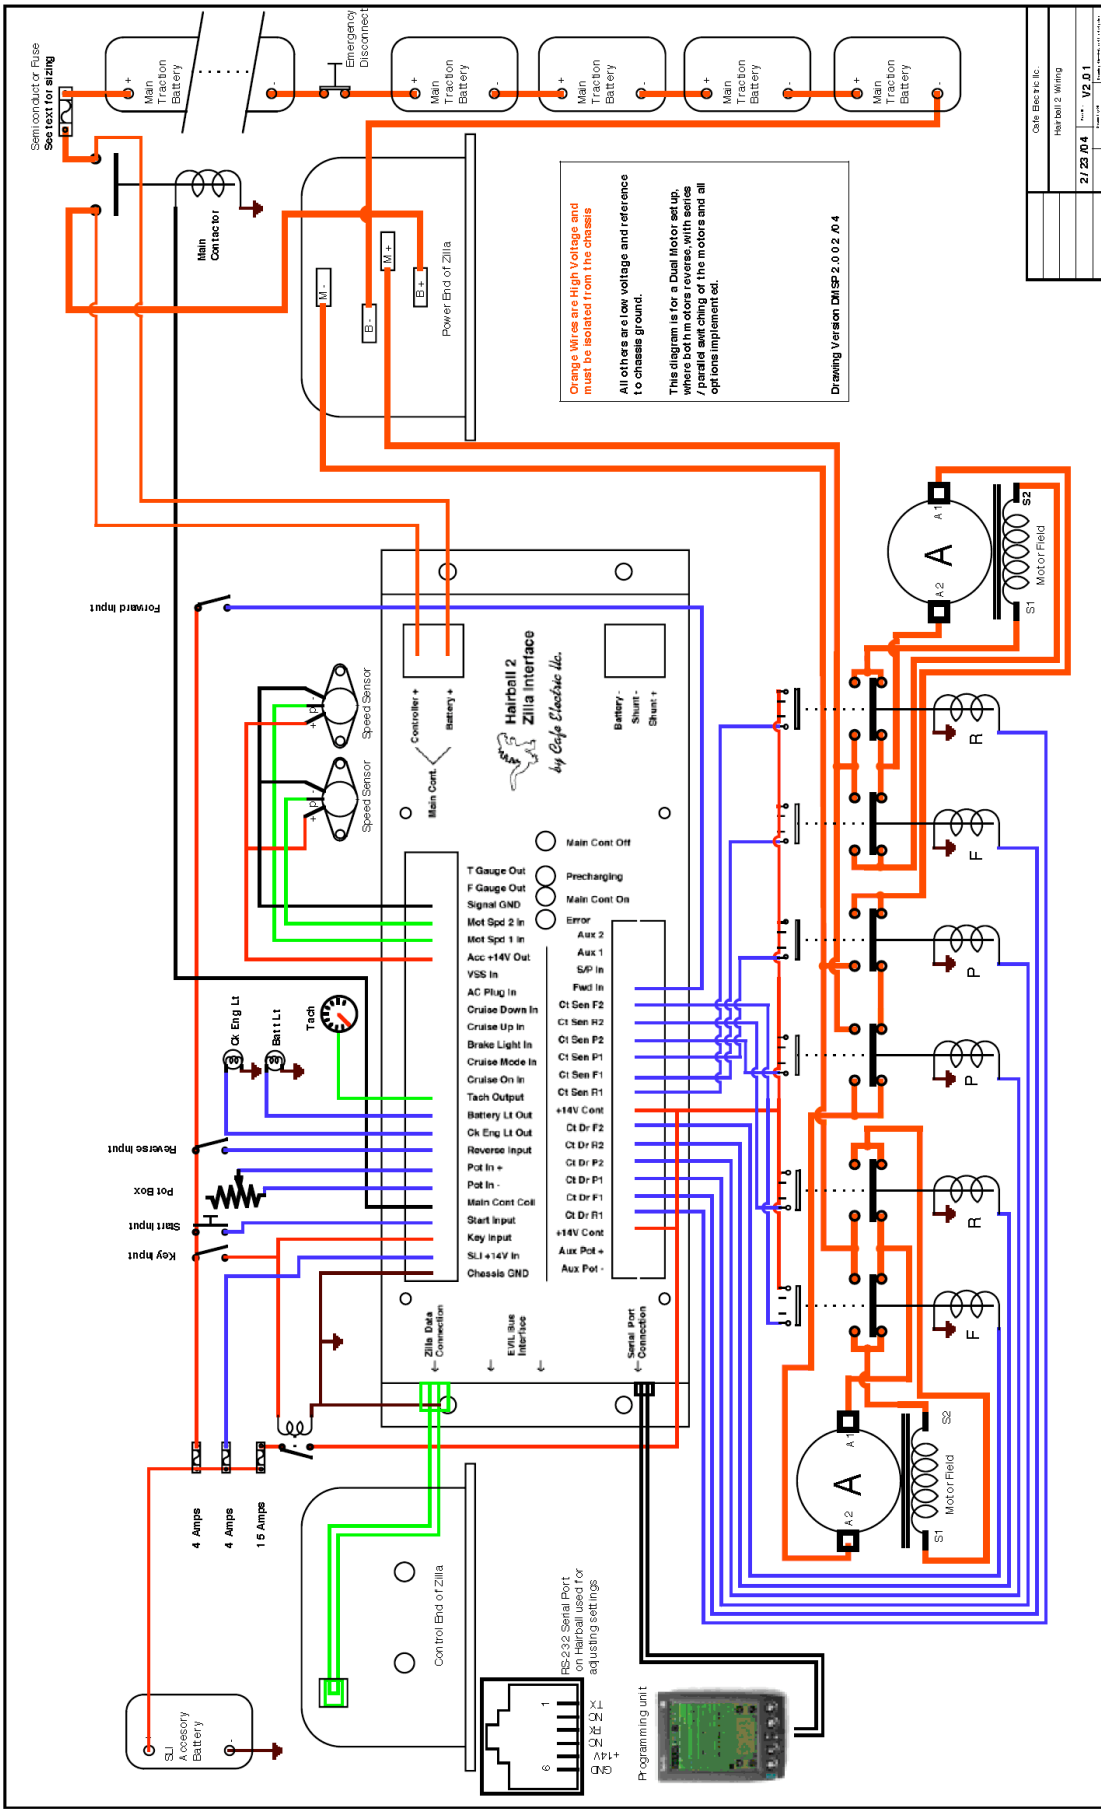 Semiconductor Fuse
See text for sizing
+
Main
Traction
Battery
-
Emergency
Disconnect
+
Main
Traction
Battery
-
+
Main
Traction
Battery
-
+
Main
Traction
Battery
-
+
Main
Traction
Battery
-
Cafe Electric llc.
Hairball 2 Wiring
2/23/04
V2.01
Main
Contactor
M -
B -
M +
B +
Power End of Zilla
Orange Wires are High Voltage and
must be isolated from the chassis
All others are low voltage and reference
to chassis ground.
This diagram is for a Dual Motor setup,
where both motors reverse, with series
/ parallel switching of the motors and all
options implemented.
Drawing Version DMSP2.002 /04
Forward Input
+ p -
Speed Sensor
+ p -
Speed Sensor
Controller +
Battery +
Main Cont.
Hairball 2
Zilla Interface
by Cafe Electric llc.
Battery -
Shunt -
Shunt +
Main Cont Off
Precharging
Main Cont On
Error
T Gauge Out
F Gauge Out
Signal GND
Mot Spd 2 In
Mot Spd 1 In
Acc +14V Out
VSS In
AC Plug In
Cruise Down In
Cruise Up In
Brake Light In
Cruise Mode In
Cruise On In
Tach Output
Battery Lt Out
Ck Eng Lt Out
Reverse Input
Pot In +
Pot In -
Main Cont Coil
Start Input
Key Input
SLI +14V In
Chassis GND
Aux 2
Aux 1
S/P In
Fwd In
Ct Sen F2
Ct Sen R2
Ct Sen P2
Ct Sen P1
Ct Sen F1
Ct Sen R1
+14V Cont
Ct Dr F2
Ct Dr R2
Ct Dr P2
Ct Dr P1
Ct Dr F1
Ct Dr R1
+14V Cont
Aux Pot +
Aux Pot -
Zilla Data
Connection
EVIL Bus
Interface
Serial Port
Connection
Ck Eng Lt
Batt Lt
Tach
Reverse Input
Pot Box
Start Input
Key Input
4 Amps
4 Amps
15 Amps
SLI
Accesory
Battery
-
Control End of Zilla
RS-232 Serial Port
on Hairball used for
adjusting settings
1
6
TX
NC
RX
NC
+14V
GND
Programming unit
A
A1
A2
S1
S2
Motor Field
R
F
P
P
R
F
A
A1
A2
S1
S2
Motor Field